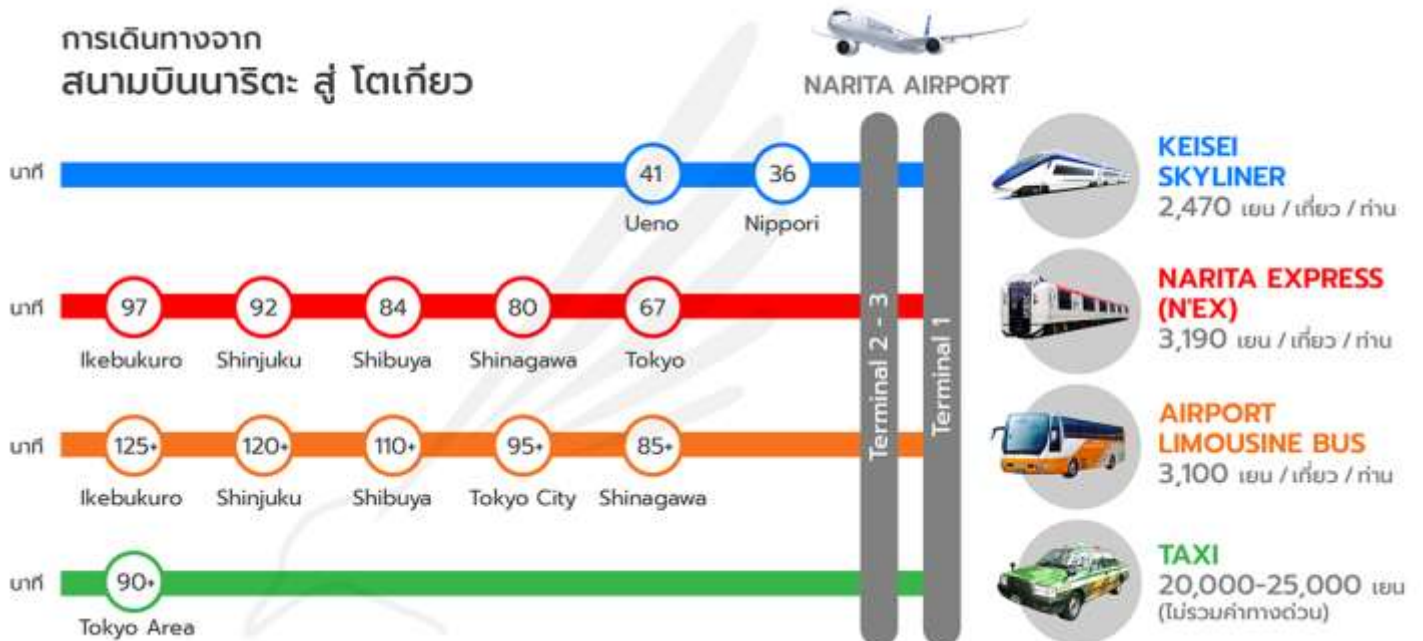 การเดินทางจาก
สนามบินนาริตะ สู่ โตเกียว
NARITA AIRPORT
นาที
41
36
Ueno
Nippori
KEISEI
SKYLINER
2,470 เยน / เที่ยว / ท่าน
นาที
97
92
84
80
67
Ikebukuro
Shinjuku
Shibuya
Shinagawa
Tokyo
NARITA EXPRESS
(N'EX)
3,190 เยน / เที่ยว / ท่าน
นาที
125+
120+
110+
95+
85+
Ikebukuro
Shinjuku
Shibuya
Tokyo City
Shinagawa
AIRPORT
LIMOUSINE BUS
3,100 เยน / เที่ยว / ท่าน
นาที
90+
Tokyo Area
TAXI
20,000-25,000 เยน
(ไม่รวมค่าทางด่วน)
Terminal 2 - 3
Terminal 1